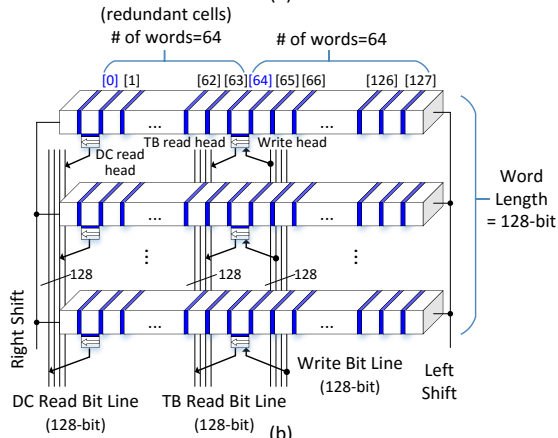 (redundant cells)
# of words=64
# of words=64
[0] [1] [62] [63] [64] [65] [66] [126] [127]
...
...
DC read
head
TB read head
Write head
Word
Length
= 128-bit
...
...
...
...
128
128
128
...
...
Right Shift
Left
Shift
DC Read Bit Line
(128-bit)
TB Read Bit Line
(128-bit)
Write Bit Line
(128-bit)
(b)